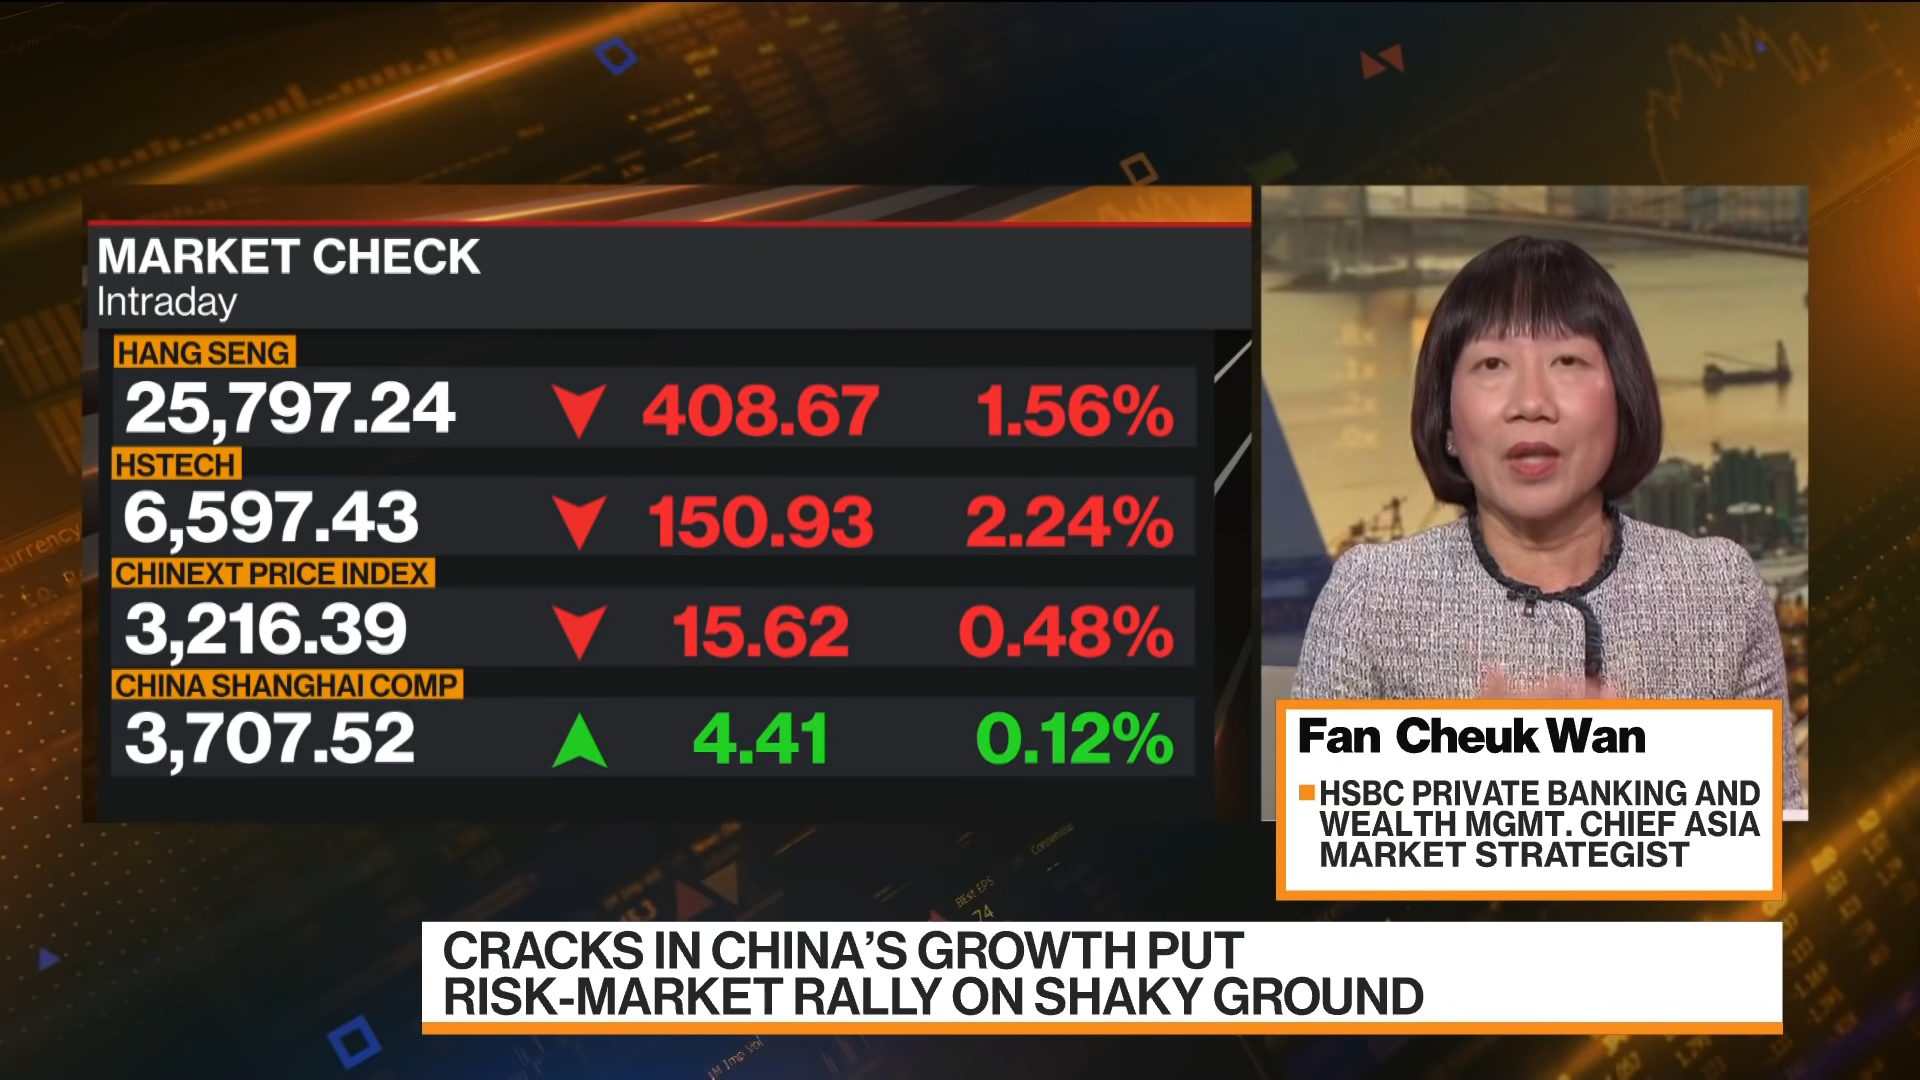 MARKET CHECK
Intraday
HANG SENG
25,797.24 408.67 1.56%
HSTECH
6,597.43 150.93 2.24%
CHINEXT PRICE INDEX
3,216.39 15.62 0.48%
CHINA SHANGHAI COMP
3,707.52 4.41 0.12%
Fan Cheuk Wan
HSBC PRIVATE BANKING AND
WEALTH MGMT. CHIEF ASIA
MARKET STRATEGIST
BEST EPS
74
CRACKS IN CHINA'S GROWTH PUT
RISK-MARKET RALLY ON SHAKY GROUND